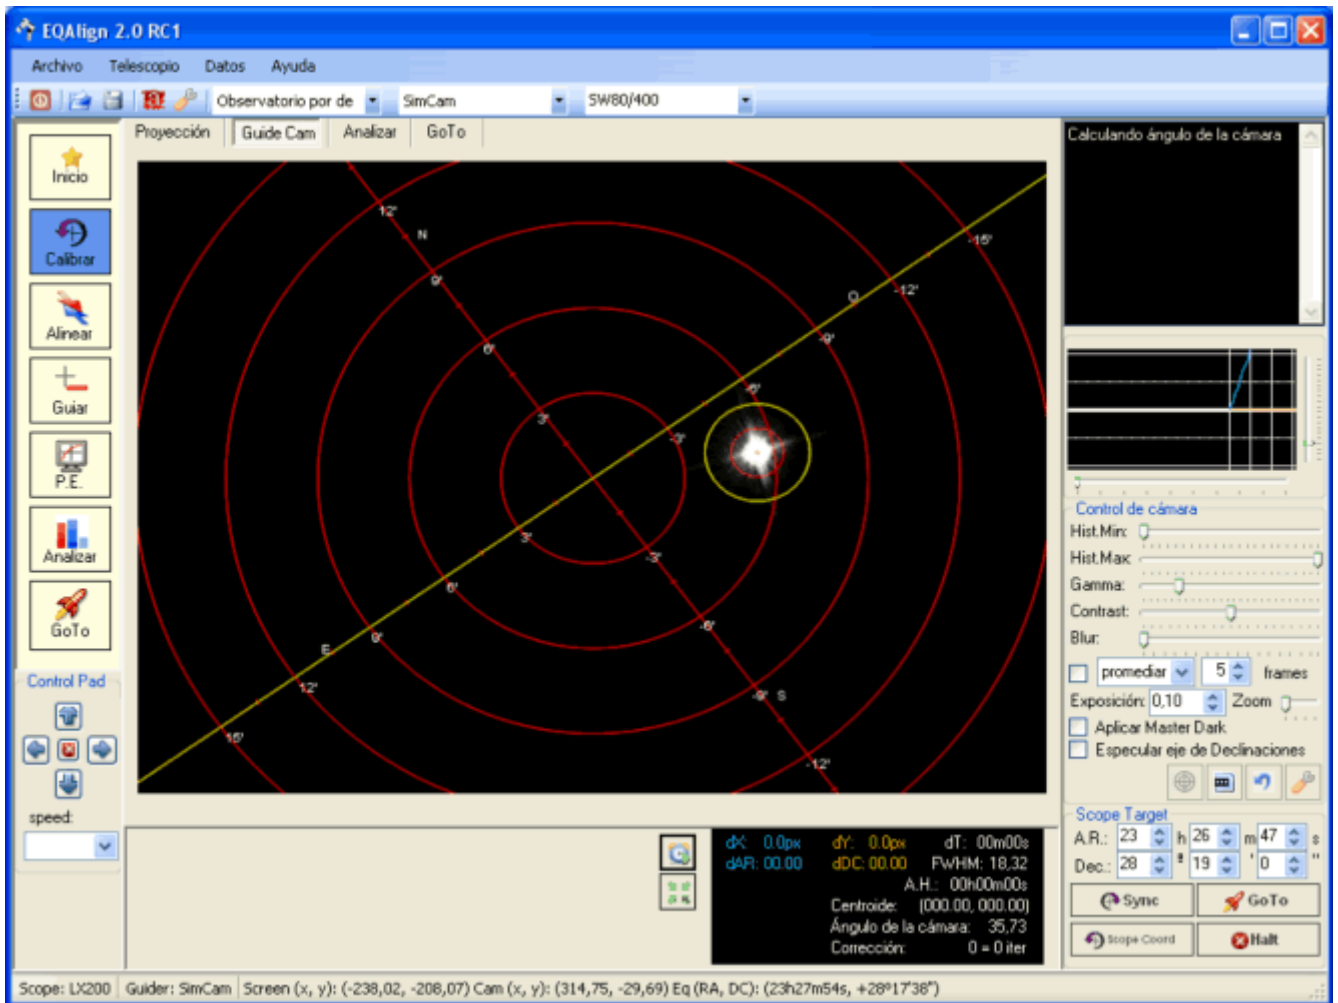 EQAlign 2.0 RC1
Archivo Telescopio Datos Ayuda
Observatorio por de SimCam SW80/400
Proyección Guide Cam Analizar GoTo
Inicio
Calibrar
Alinear
Guiar
P.E.
Analizar
GoTo
Control Pad
speed:
12'
N
-15'
9'
-12'
O
6'
-9'
-6'
3'
-3'
3'
-3'
6'
-6'
9'
E
12'
-9' S
15'
-12'
Calculando ángulo de la cámara
Control de cámara
Hist.Min:
Hist.Max:
Gamma:
Contrast:
Blur:
promediar 5 frames
Exposición: 0,10 Zoom
Aplicar Master Dark
Especular eje de Declinaciones
Scope Target
A.R.: 23 h 26 m 47 s
Dec.: 28 º 19 ' 0 "
Sync GoTo
Scope Coord Halt
dX: 0.0px dY: 0.0px dT: 00m00s
dAR: 00.00 dDC: 00.00 FWHM: 18,32
A.H.: 00h00m00s
Centroide: (000.00, 000.00)
Ángulo de la cámara: 35,73
Corrección: 0 = 0 iter
Scope: LX200 Guider: SimCam Screen (x, y): (-238,02, -208,07) Cam (x, y): (314,75, -29,69) Eq (RA, DC): (23h27m54s, +28º17'38")